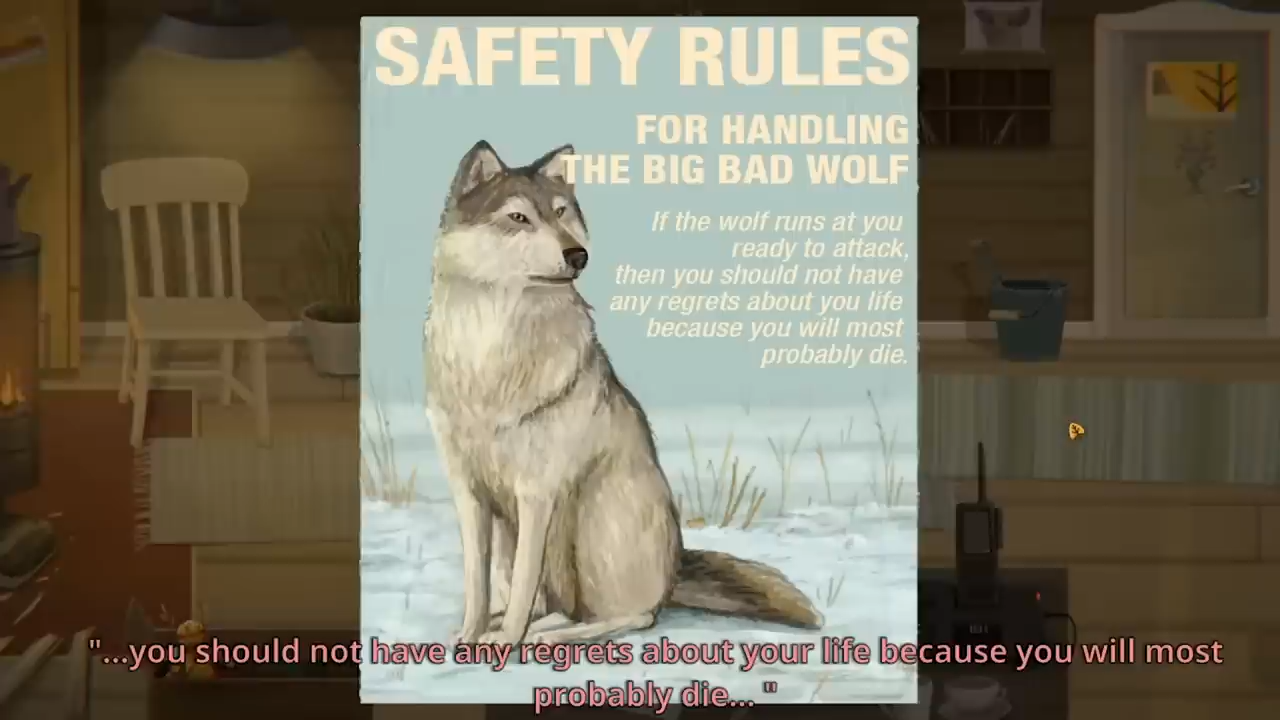 SAFETY RULES
FOR HANDLING
THE BIG BAD WOLF
If the wolf runs at you
ready to attack,
then you should not have
any regrets about you life
because you will most
probably die.
"...you should not have any regrets about your life because you will most
probably die... "